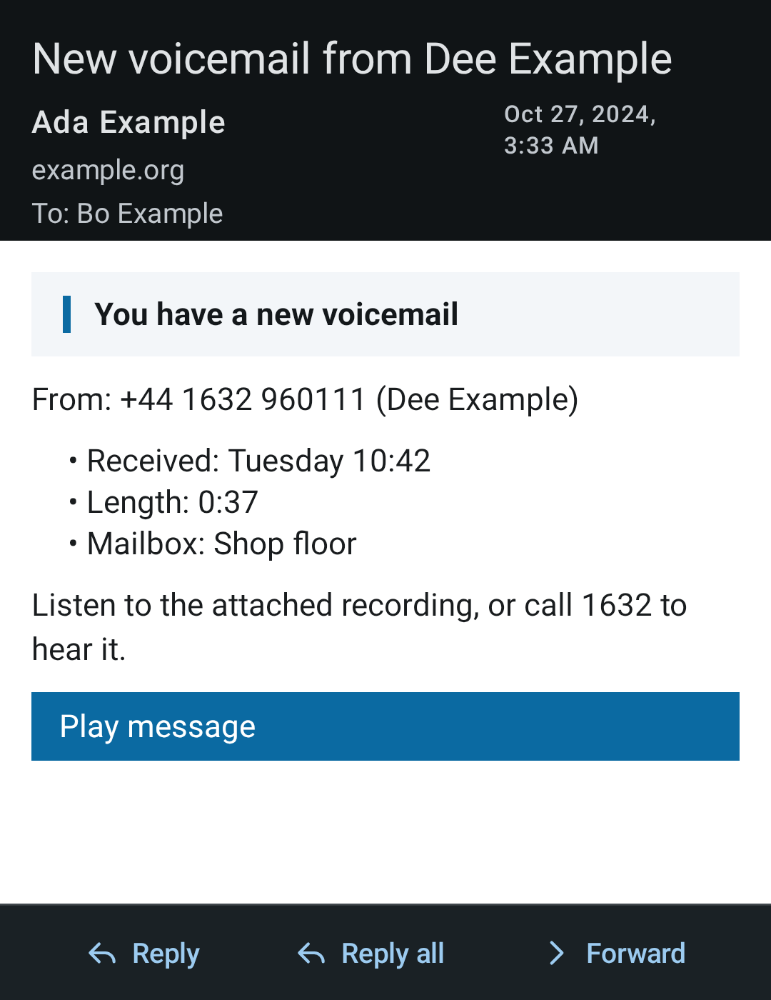 New voicemail from Dee Example
Ada Example
Oct 27, 2024,
3:33 AM
example.org
To: Bo Example
You have a new voicemail
From: +44 1632 960111 (Dee Example)
• Received: Tuesday 10:42
• Length: 0:37
• Mailbox: Shop floor
Listen to the attached recording, or call 1632 to
hear it.
Play message
Reply
Reply all
Forward